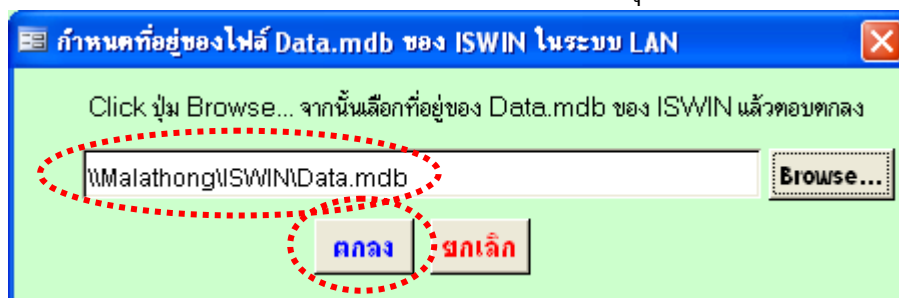 กำหนดที่อยู่ของไฟล์ Data.mdb ของ ISWIN ในระบบ LAN
Click ปุ่ม Browse... จากนั้นเลือกที่อยู่ของ Data.mdb ของ ISWIN แล้วตอบตกลง
\\Malathong\ISWIN\Data.mdb
Browse...
ตกลง ยกเลิก